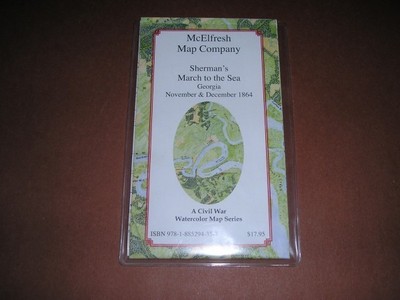 McElfresh
Map Company
Sherman's
March to the Sea
Georgia
November & December 1864
A Civil War
Watercolor Map Series
ISBN $17.95